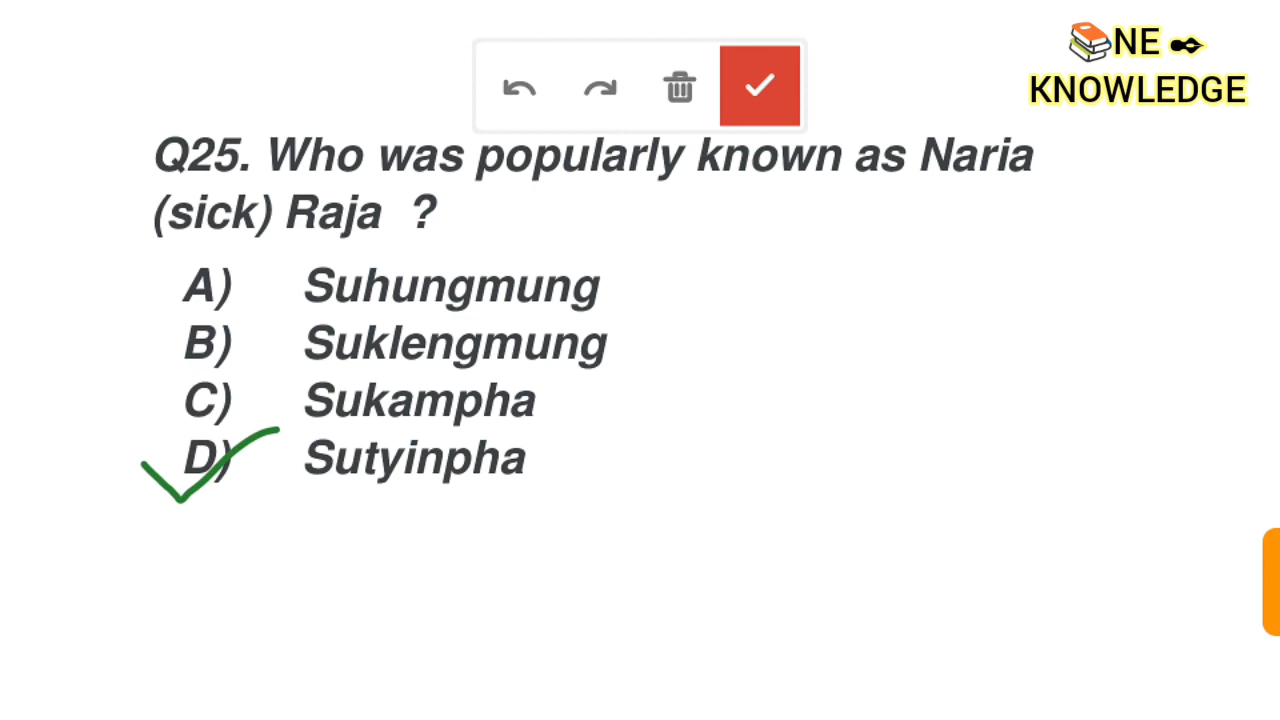 NE
KNOWLEDGE
Q25. Who was popularly known as Naria
(sick) Raja ?
A) Suhungmung
B) Suklengmung
C) Sukampha
D) Sutyinpha